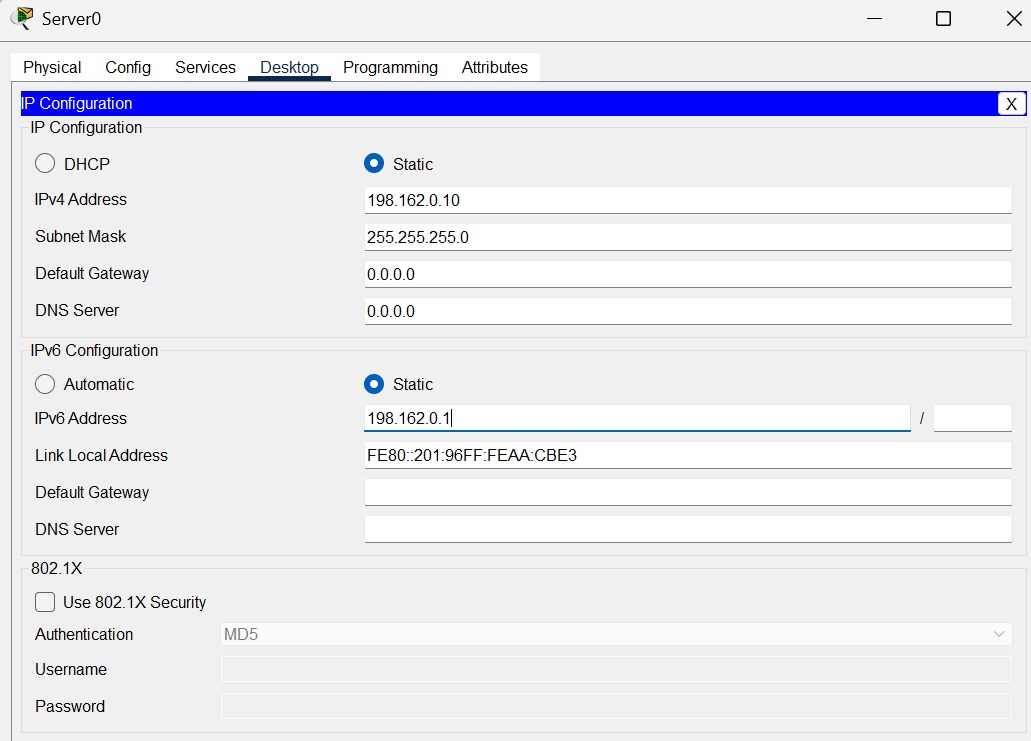 Server0
Physical Config Services Desktop Programming Attributes
IP Configuration X
IP Configuration
DHCP Static
IPv4 Address 198.162.0.10
Subnet Mask 255.255.255.0
Default Gateway 0.0.0.0
DNS Server 0.0.0.0
IPv6 Configuration
Automatic Static
IPv6 Address 198.162.0.1 /
Link Local Address FE80::201:96FF:FEAA:CBE3
Default Gateway
DNS Server
802.1X
Use 802.1X Security
Authentication MD5
Username
Password